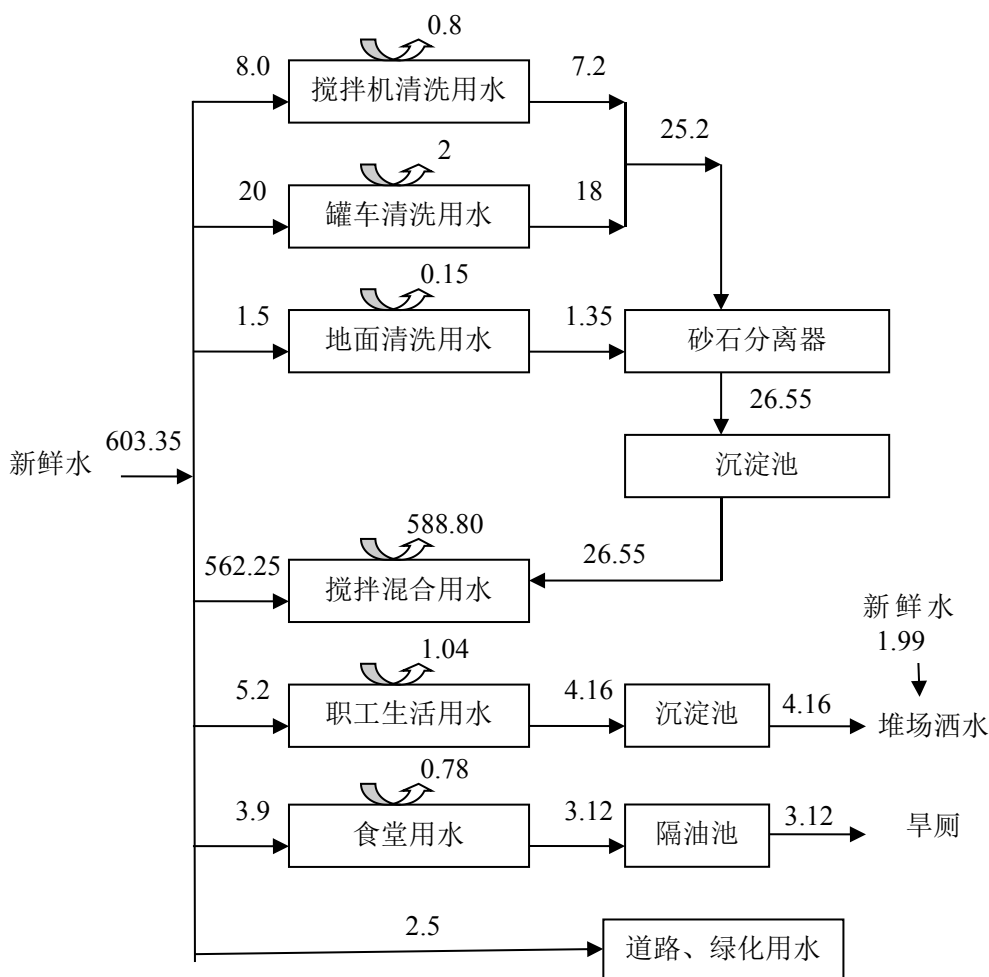 0.8
8.0
搅拌机清洗用水
7.2
25.2
2
20
罐车清洗用水
18
0.15
1.5
地面清洗用水
1.35
砂石分离器
26.55
603.35
新鲜水
沉淀池
588.80
562.25
搅拌混合用水
26.55
新鲜水
1.99
1.04
5.2
职工生活用水
4.16
沉淀池
4.16
堆场洒水
0.78
3.9
食堂用水
3.12
隔油池
3.12
旱厕
2.5
道路、绿化用水